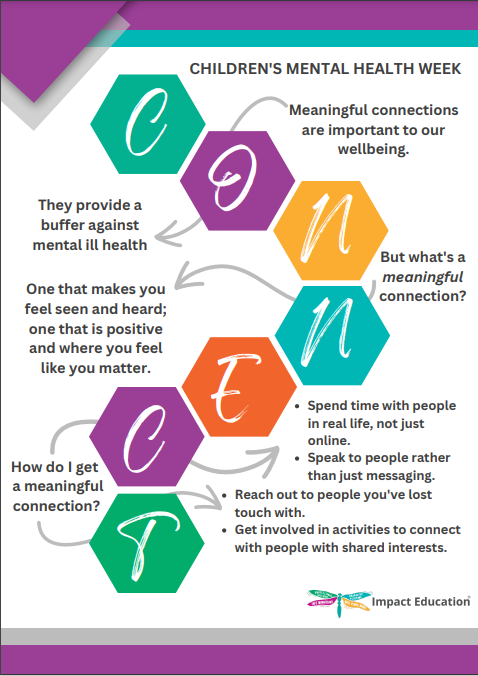 CHILDREN'S MENTAL HEALTH WEEK
C
O
N
N
E
C
T
Meaningful connections
are important to our
wellbeing.
They provide a
buffer against
mental ill health
But what's a
meaningful
connection?
One that makes you
feel seen and heard;
one that is positive
and where you feel
like you matter.
How do I get
a meaningful
connection?
• Spend time with people
in real life, not just
online.
• Speak to people rather
than just messaging.
• Reach out to people you've lost
touch with.
• Get involved in activities to connect
with people with shared interests.
Impact Education